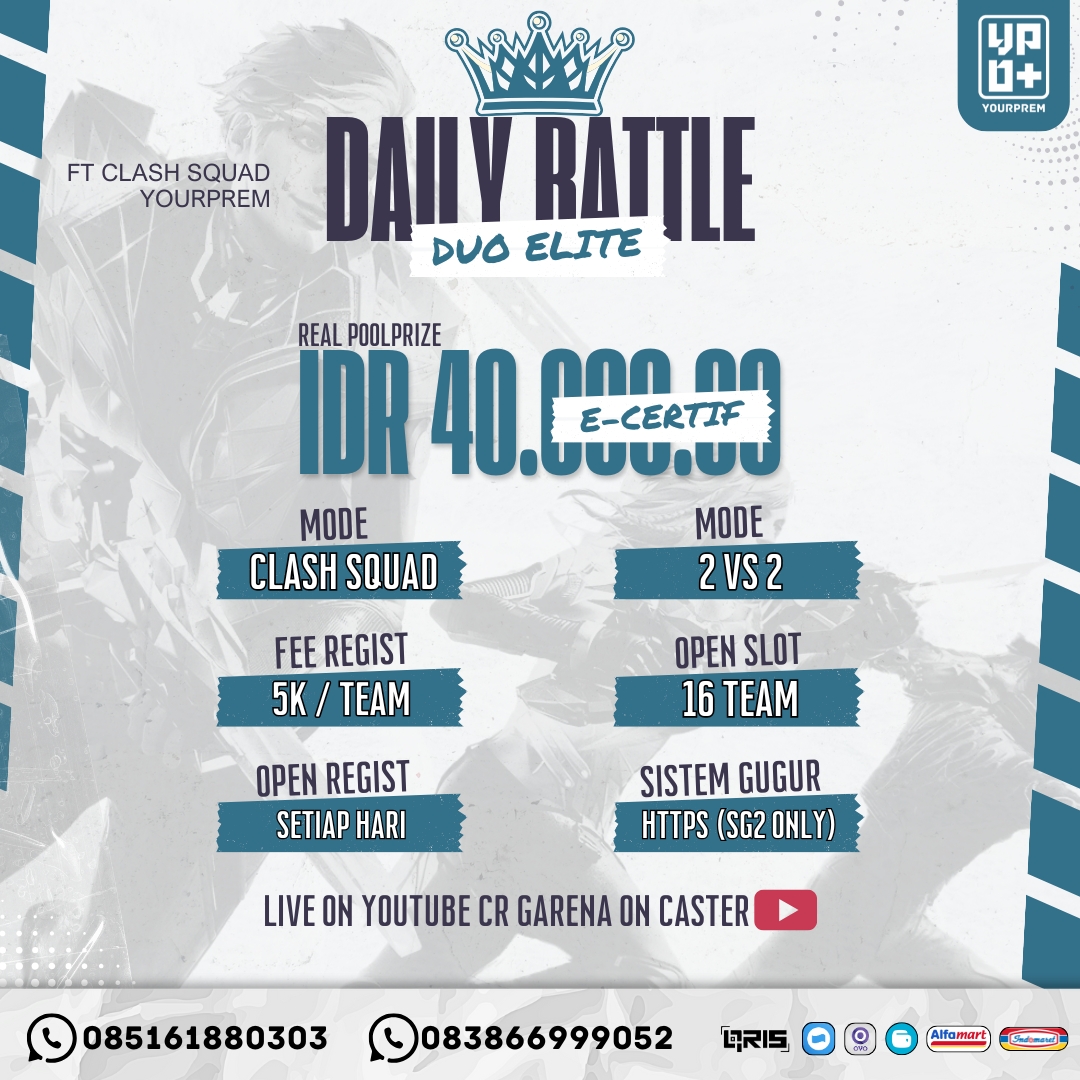 YP
D+
YOURPREM
DAILY BATTLE
FT CLASH SQUAD
YOURPREM
DUO ELITE
REAL POOLPRIZE
IDR 40.000.00
E-CERTIF
MODE
CLASH SQUAD
MODE
2 VS 2
FEE REGIST
5K / TEAM
OPEN SLOT
16 TEAM
OPEN REGIST
SETIAP HARI
SISTEM GUGUR
HTTPS (SG2 ONLY)
LIVE ON YOUTUBE CR GARENA ON CASTER
085161880303
083866999052
QRIS
OVO
Alfamart
Indomaret